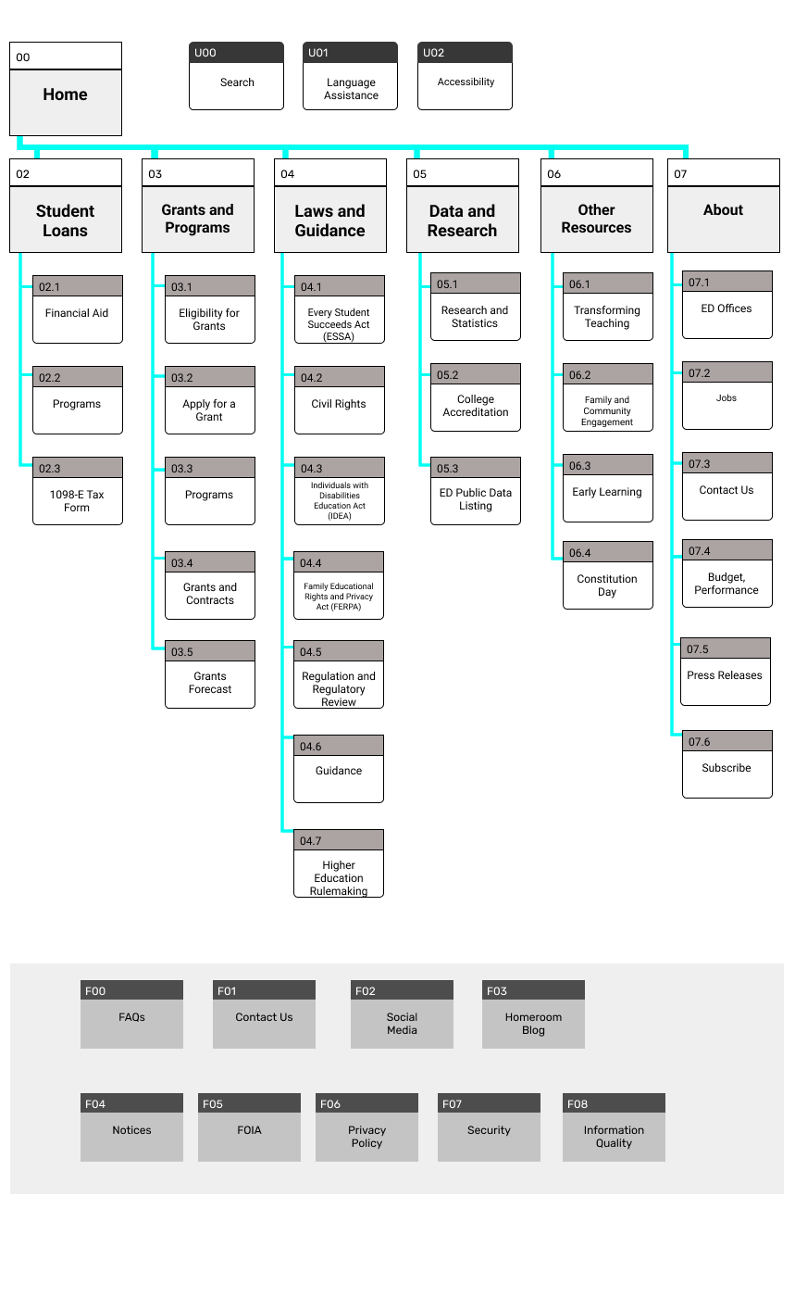 00
Home
U00
Search
U01
Language
Assistance
U02
Accessibility
02
Student
Loans
03
Grants and
Programs
04
Laws and
Guidance
05
Data and
Research
06
Other
Resources
07
About
02.1
Financial Aid
02.2
Programs
02.3
1098-E Tax
Form
03.1
Eligibility for
Grants
03.2
Apply for a
Grant
03.3
Programs
03.4
Grants and
Contracts
03.5
Grants
Forecast
04.1
Every Student
Succeeds Act
(ESSA)
04.2
Civil Rights
04.3
Individuals with
Disabilities
Education Act
(IDEA)
04.4
Family Educational
Rights and Privacy
Act (FERPA)
04.5
Regulation and
Regulatory
Review
04.6
Guidance
04.7
Higher
Education
Rulemaking
05.1
Research and
Statistics
05.2
College
Accreditation
05.3
ED Public Data
Listing
06.1
Transforming
Teaching
06.2
Family and
Community
Engagement
06.3
Early Learning
06.4
Constitution
Day
07.1
ED Offices
07.2
Jobs
07.3
Contact Us
07.4
Budget,
Performance
07.5
Press Releases
07.6
Subscribe
F00
FAQs
F01
Contact Us
F02
Social
Media
F03
Homeroom
Blog
F04
Notices
F05
FOIA
F06
Privacy
Policy
F07
Security
F08
Information
Quality